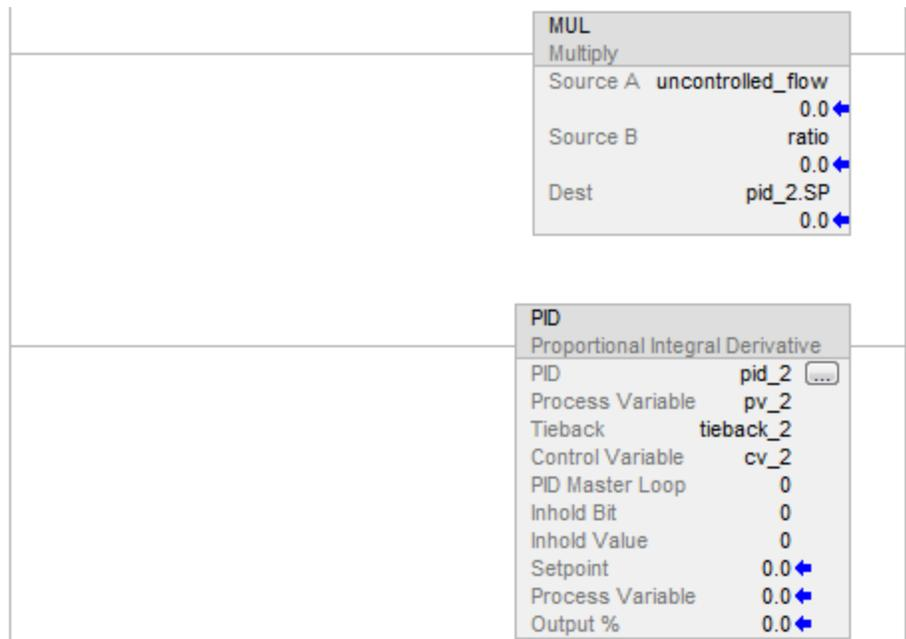 MUL
Multiply
Source A uncontrolled_flow
0.0
Source B ratio
0.0
Dest pid_2.SP
0.0
PID
Proportional Integral Derivative
PID pid_2 ...
Process Variable pv_2
Tieback tieback_2
Control Variable cv_2
PID Master Loop 0
Inhold Bit 0
Inhold Value 0
Setpoint 0.0
Process Variable 0.0
Output % 0.0